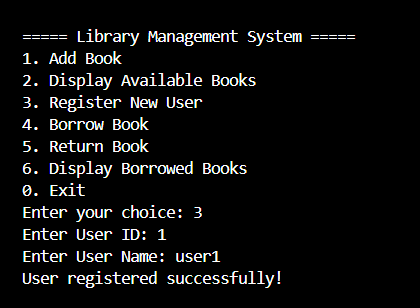 ===== Library Management System =====
1. Add Book
2. Display Available Books
3. Register New User
4. Borrow Book
5. Return Book
6. Display Borrowed Books
0. Exit
Enter your choice: 3
Enter User ID: 1
Enter User Name: user1
User registered successfully!